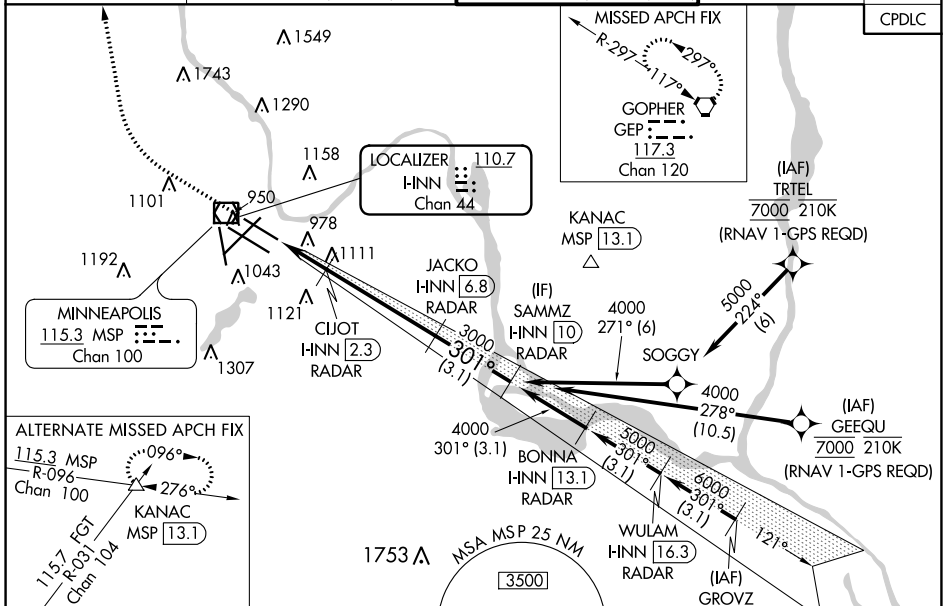 CPDLC
1549
1743
1290
1158
1101
950
978
1111
1192
1043
1121
1307
1753
MISSED APCH FIX
R-297
117°
297°
GOPHER
GEP
117.3
Chan 120
LOCALIZER 110.7
I-INN
Chan 44
MINNEAPOLIS
115.3 MSP
Chan 100
KANAC
MSP 13.1
(IAF)
TRTEL
7000 210K
(RNAV 1-GPS REQD)
5000
224°
(6)
JACKO
I-INN 6.8
RADAR
(IF)
SAMMZ
I-INN 10
RADAR
4000
271° (6)
SOGGY
CIJOT
I-INN 2.3
RADAR
3000
301°
(3.1)
4000
278°
(10.5)
(IAF)
GEEQU
7000 210K
(RNAV 1-GPS REQD)
4000
301° (3.1)
BONNA
I-INN 13.1
RADAR
5000
301°
(3.1)
6000
301°
(3.1)
121°
WULAM
I-INN 16.3
RADAR
(IAF)
GROVZ
ALTERNATE MISSED APCH FIX
115.3 MSP
R-096
Chan 100
096°
276°
KANAC
MSP 13.1
115.7 FGT
R-031
Chan 104
MSA MSP 25 NM
3500